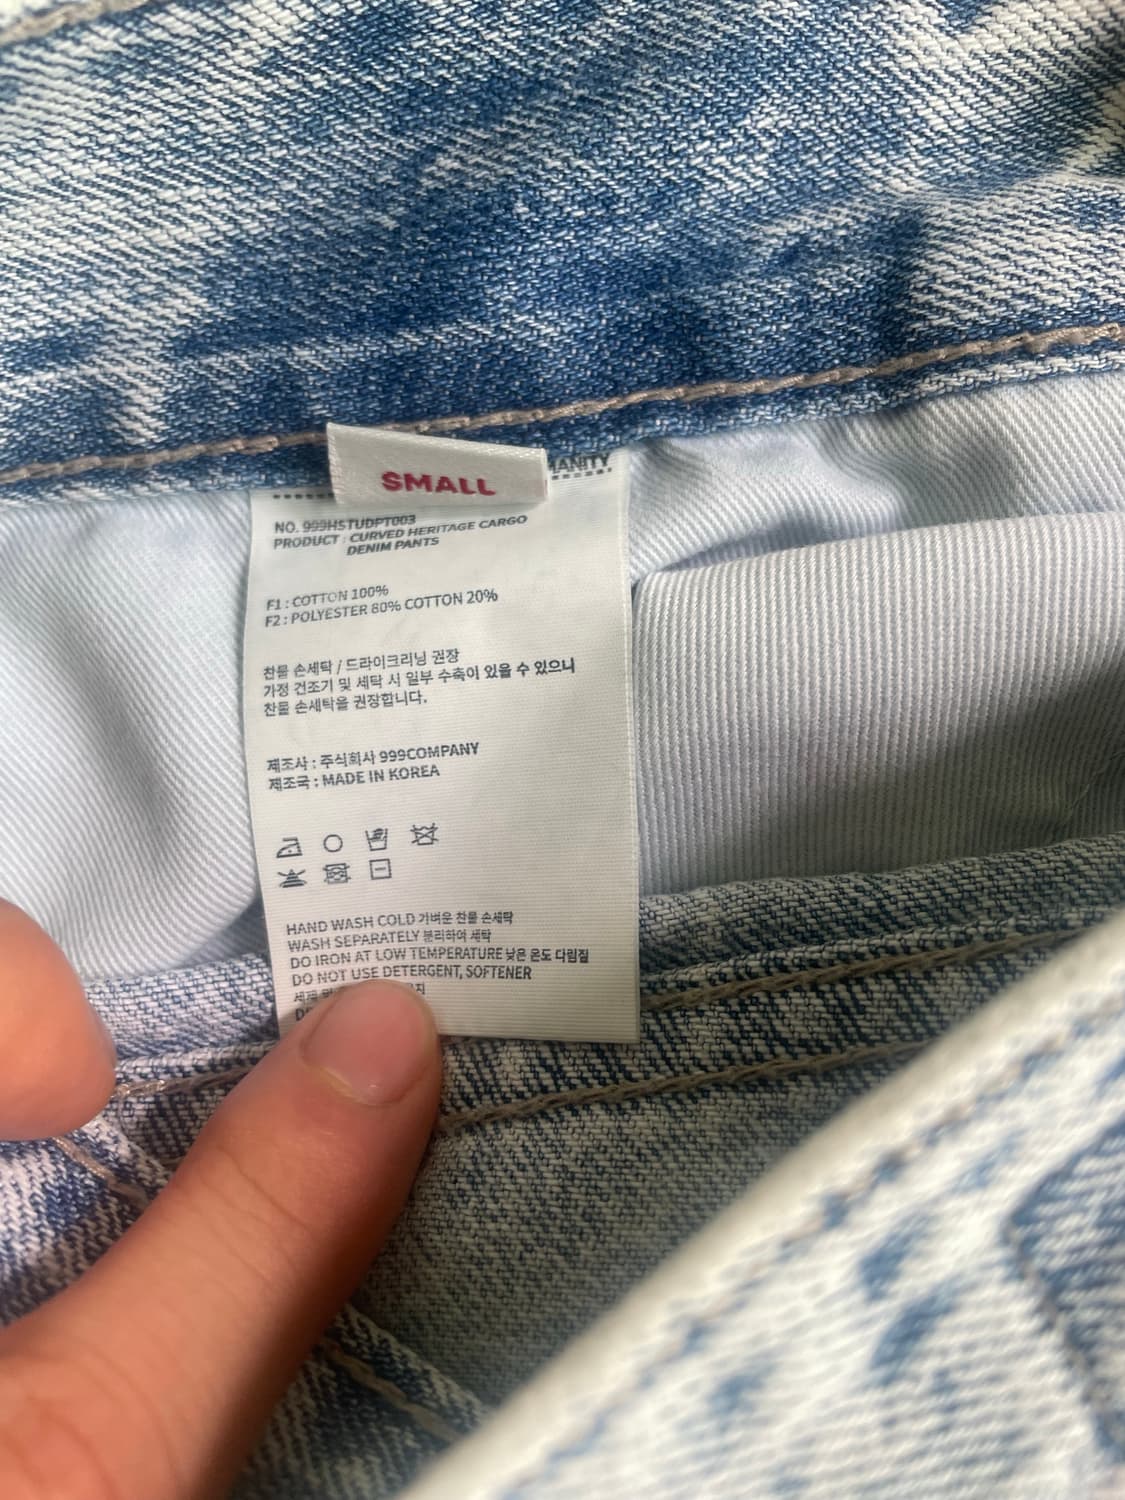 SMALL
MANITY
NO. 999HSTUDPT003
PRODUCT : CURVED HERITAGE CARGO
DENIM PANTS
F1 : COTTON 100%
F2 : POLYESTER 80% COTTON 20%
찬물 손세탁 / 드라이크리닝 권장
가정 건조기 및 세탁 시 일부 수축이 있을 수 있으니
찬물 손세탁을 권장합니다.
제조사 : 주식회사 999COMPANY
제조국 : MADE IN KOREA
HAND WASH COLD 가벼운 찬물 손세탁
WASH SEPARATELY 분리하여 세탁
DO IRON AT LOW TEMPERATURE 낮은 온도 다림질
DO NOT USE DETERGENT, SOFTENER
세제